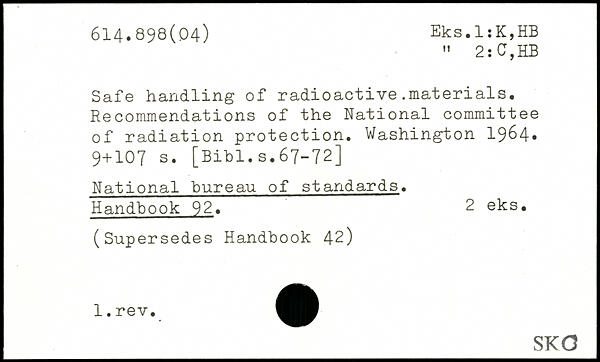 614.898(04) Eks.1:K,HB
" 2:C,HB
Safe handling of radioactive.materials.
Recommendations of the National committee
of radiation protection. Washington 1964.
9+107 s. [Bibl.s.67-72]
National bureau of standards.
Handbook 92. 2 eks.
(Supersedes Handbook 42)
1.rev.
SKO